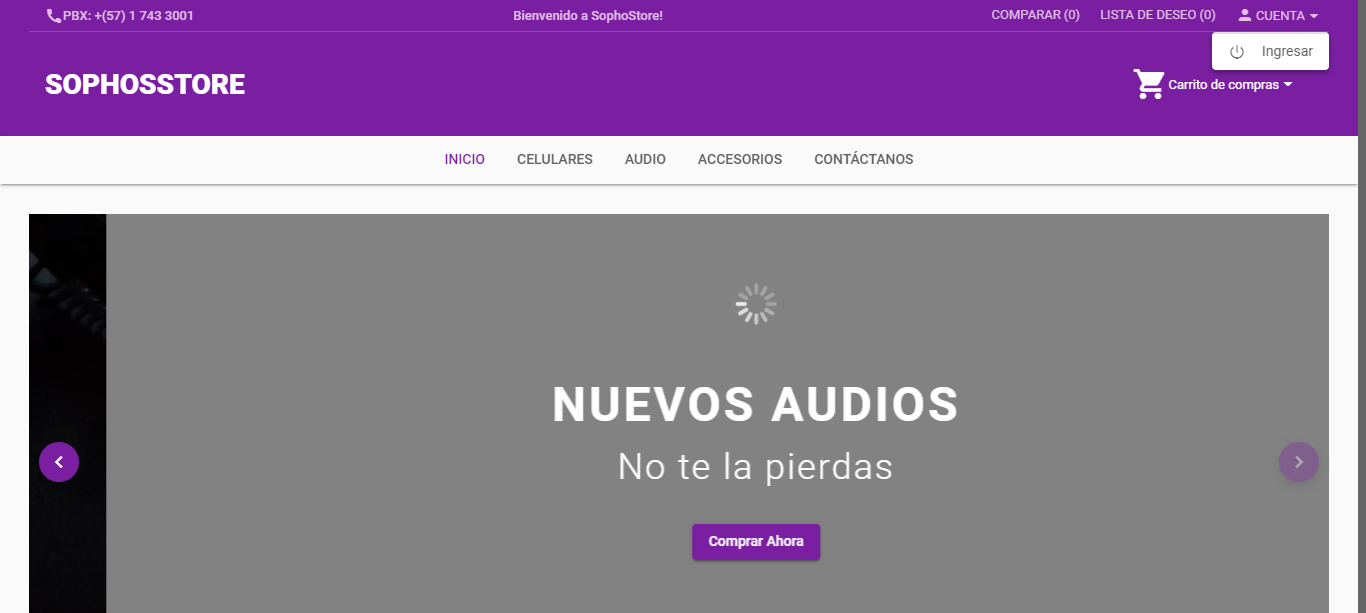 PBX: +(57) 1 743 3001
Bienvenido a SophoStore!
COMPARAR (0)
LISTA DE DESEO (0)
CUENTA
Ingresar
SOPHOSSTORE
Carrito de compras
INICIO
CELULARES
AUDIO
ACCESORIOS
CONTÁCTANOS
NUEVOS AUDIOS
No te la pierdas
Comprar Ahora